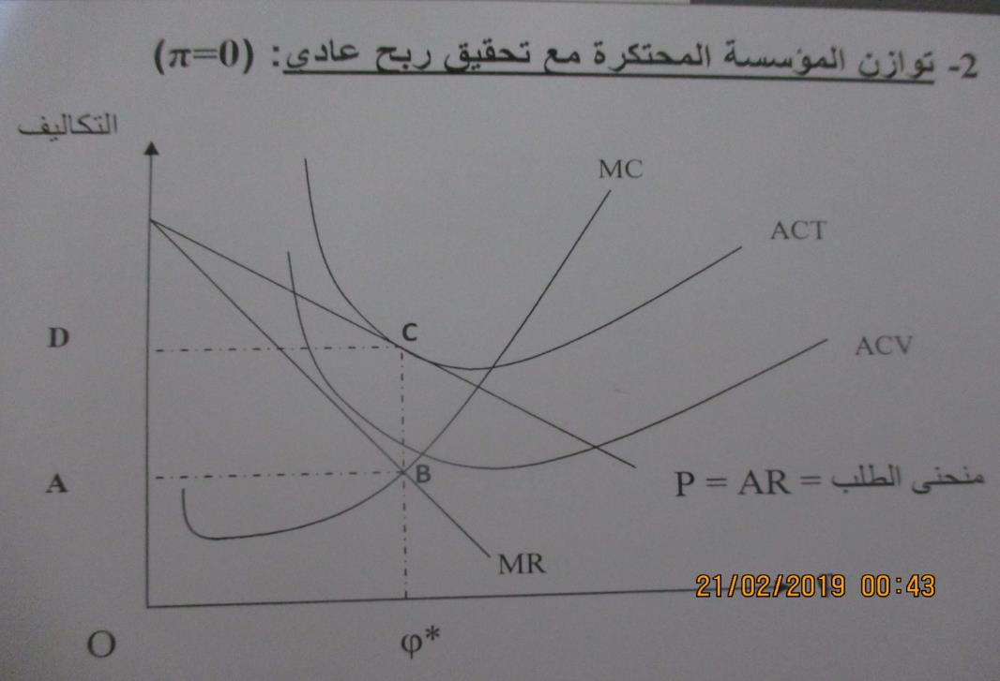 2- توازن المؤسسة المحتكرة مع تحقيق ربح عادي: (π=0)
التكاليف
MC
ACT
C
D
ACV
A
B
P = AR = منحنى الطلب
MR
21/02/2019 00:43
O
φ*